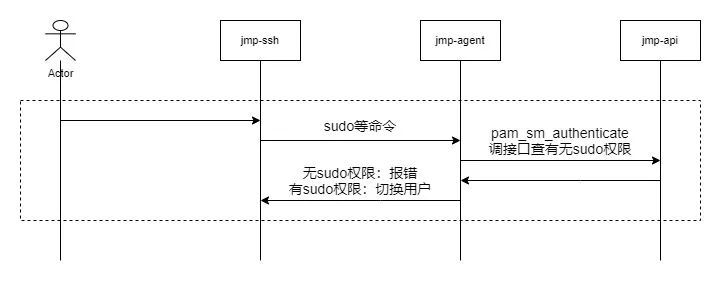 Actor
jmp-ssh
jmp-agent
jmp-api
sudo等命令
pam_sm_authenticate
调接口查有无sudo权限
无sudo权限：报错
有sudo权限：切换用户